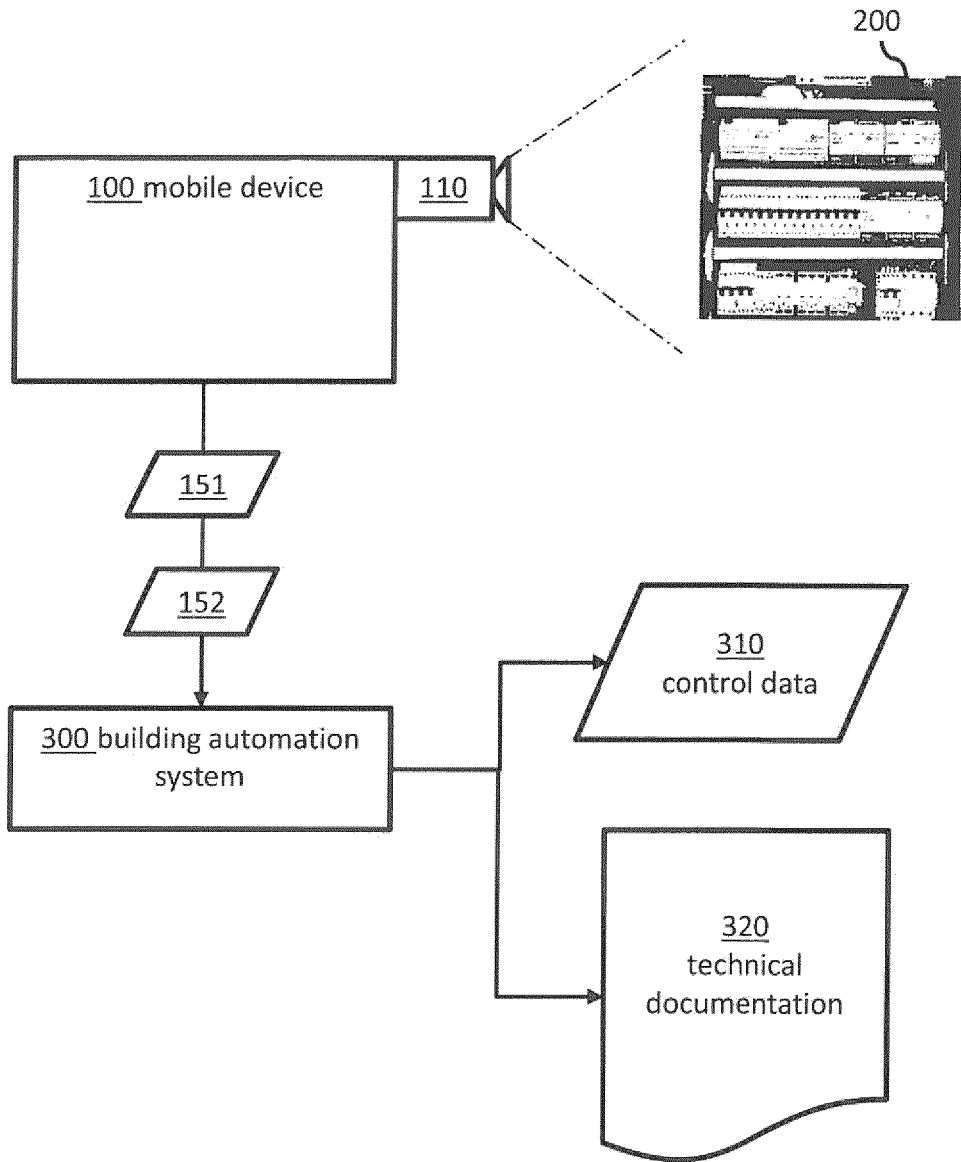 200
100 mobile device
110
151
152
310
control data
300 building automation
system
320
technical
documentation